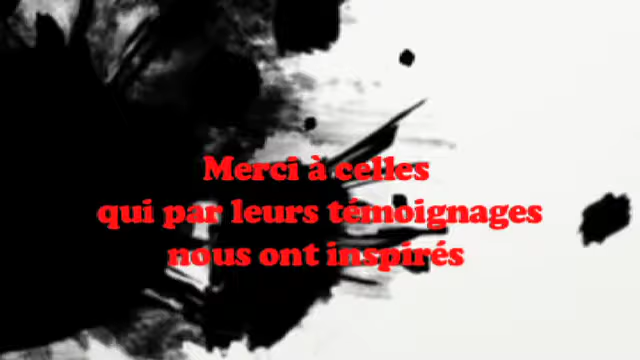 Merci à celles
qui par leurs témoignages
nous ont inspirés